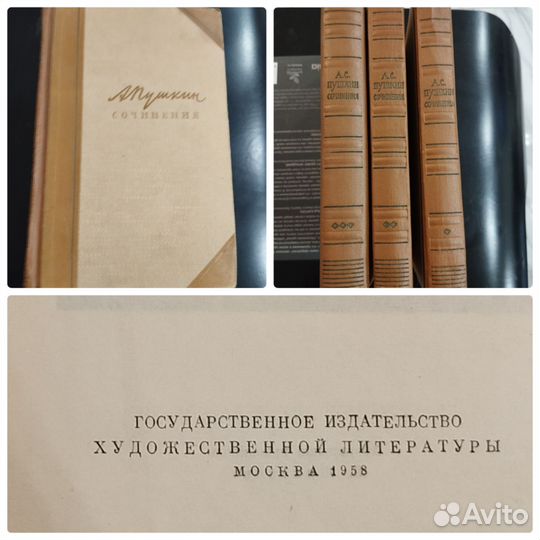 А Пушкин
СОЧИНЕНИЯ
А.С.
ПУШКИН
СОЧИНЕНИЯ
А.С.
ПУШКИН
СОЧИНЕНИЯ
А.С.
ПУШКИН
СОЧИНЕНИЯ
ГОСУДАРСТВЕННОЕ ИЗДАТЕЛЬСТВО
ХУДОЖЕСТВЕННОЙ ЛИТЕРАТУРЫ
МОСКВА 1958
Avito